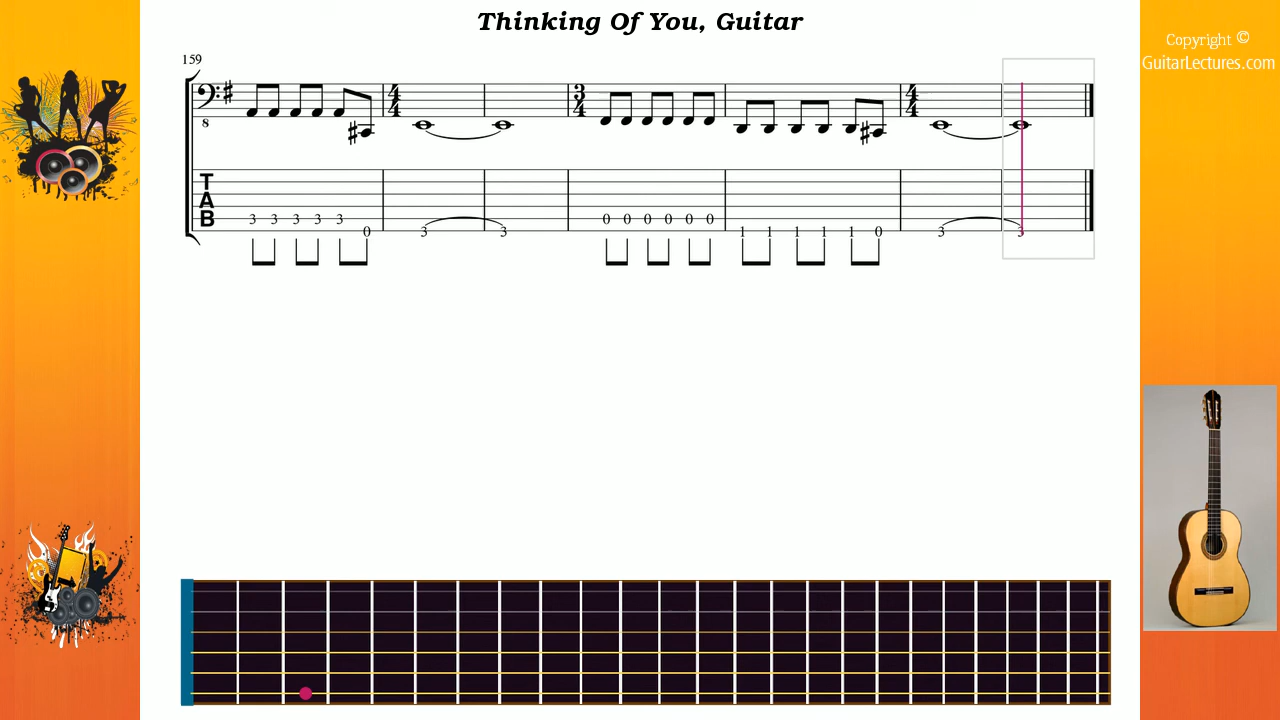 Thinking Of You, Guitar
Copyright ©
GuitarLectures.com
159
4 4 3 4 4 4
8
T A B
3 3 3 3 3 0 3 3 0 0 0 0 0 0 1 1 1 1 1 0 3 3